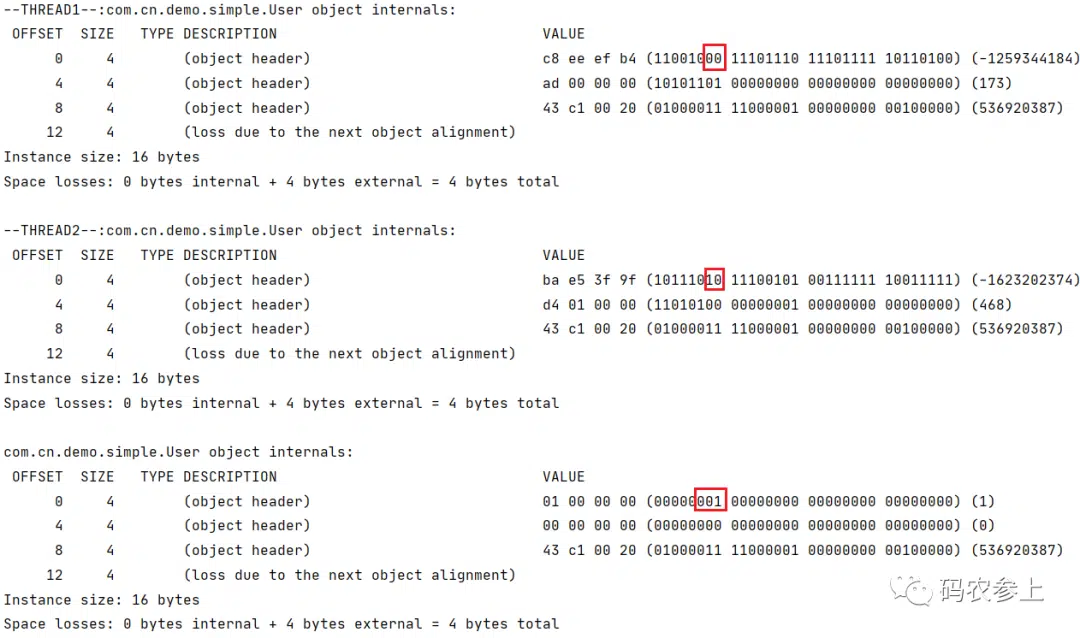 --THREAD1--:com.cn.demo.simple.User object internals:
OFFSET SIZE TYPE DESCRIPTION VALUE
0 4 (object header) c8 ee ef b4 (11001000 11101110 11101111 10110100) (-1259344184)
4 4 (object header) ad 00 00 00 (10101101 00000000 00000000 00000000) (173)
8 4 (object header) 43 c1 00 20 (01000011 11000001 00000000 00100000) (536920387)
12 4 (loss due to the next object alignment)
Instance size: 16 bytes
Space losses: 0 bytes internal + 4 bytes external = 4 bytes total
--THREAD2--:com.cn.demo.simple.User object internals:
OFFSET SIZE TYPE DESCRIPTION VALUE
0 4 (object header) ba e5 3f 9f (10111010 11100101 00111111 10011111) (-1623202374)
4 4 (object header) d4 01 00 00 (11010100 00000001 00000000 00000000) (468)
8 4 (object header) 43 c1 00 20 (01000011 11000001 00000000 00100000) (536920387)
12 4 (loss due to the next object alignment)
Instance size: 16 bytes
Space losses: 0 bytes internal + 4 bytes external = 4 bytes total
com.cn.demo.simple.User object internals:
OFFSET SIZE TYPE DESCRIPTION VALUE
0 4 (object header) 01 00 00 00 (00000001 00000000 00000000 00000000) (1)
4 4 (object header) 00 00 00 00 (00000000 00000000 00000000 00000000) (0)
8 4 (object header) 43 c1 00 20 (01000011 11000001 00000000 00100000) (536920387)
12 4 (loss due to the next object alignment)
码农参上
Instance size: 16 bytes
Space losses: 0 bytes internal + 4 bytes external = 4 bytes total